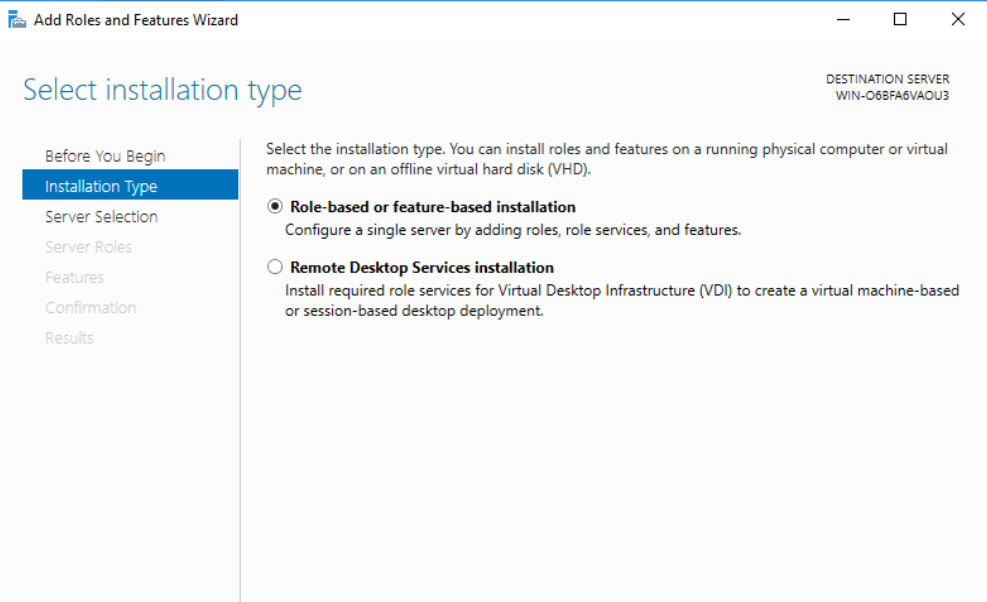 Add Roles and Features Wizard
Select installation type
DESTINATION SERVER
WIN-O6BFA6VAOU3
Before You Begin
Installation Type
Server Selection
Server Roles
Features
Confirmation
Results
Select the installation type. You can install roles and features on a running physical computer or virtual
machine, or on an offline virtual hard disk (VHD).
Role-based or feature-based installation
Configure a single server by adding roles, role services, and features.
Remote Desktop Services installation
Install required role services for Virtual Desktop Infrastructure (VDI) to create a virtual machine-based
or session-based desktop deployment.